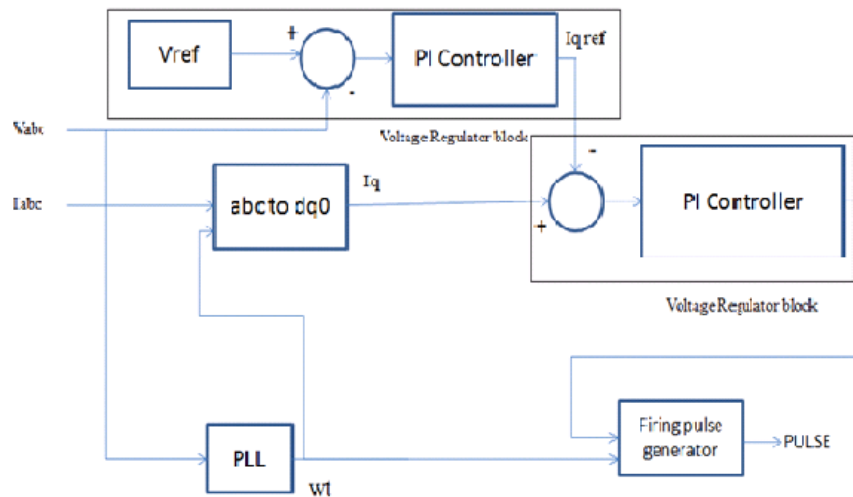 Vref
+
-
PI Controller
Iq ref
Vabc
Voltage Regulator block
-
Iabc
abc to dq0
Iq
+
PI Controller
Voltage Regulator block
PLL
Wt
Firing pulse
generator
PULSE